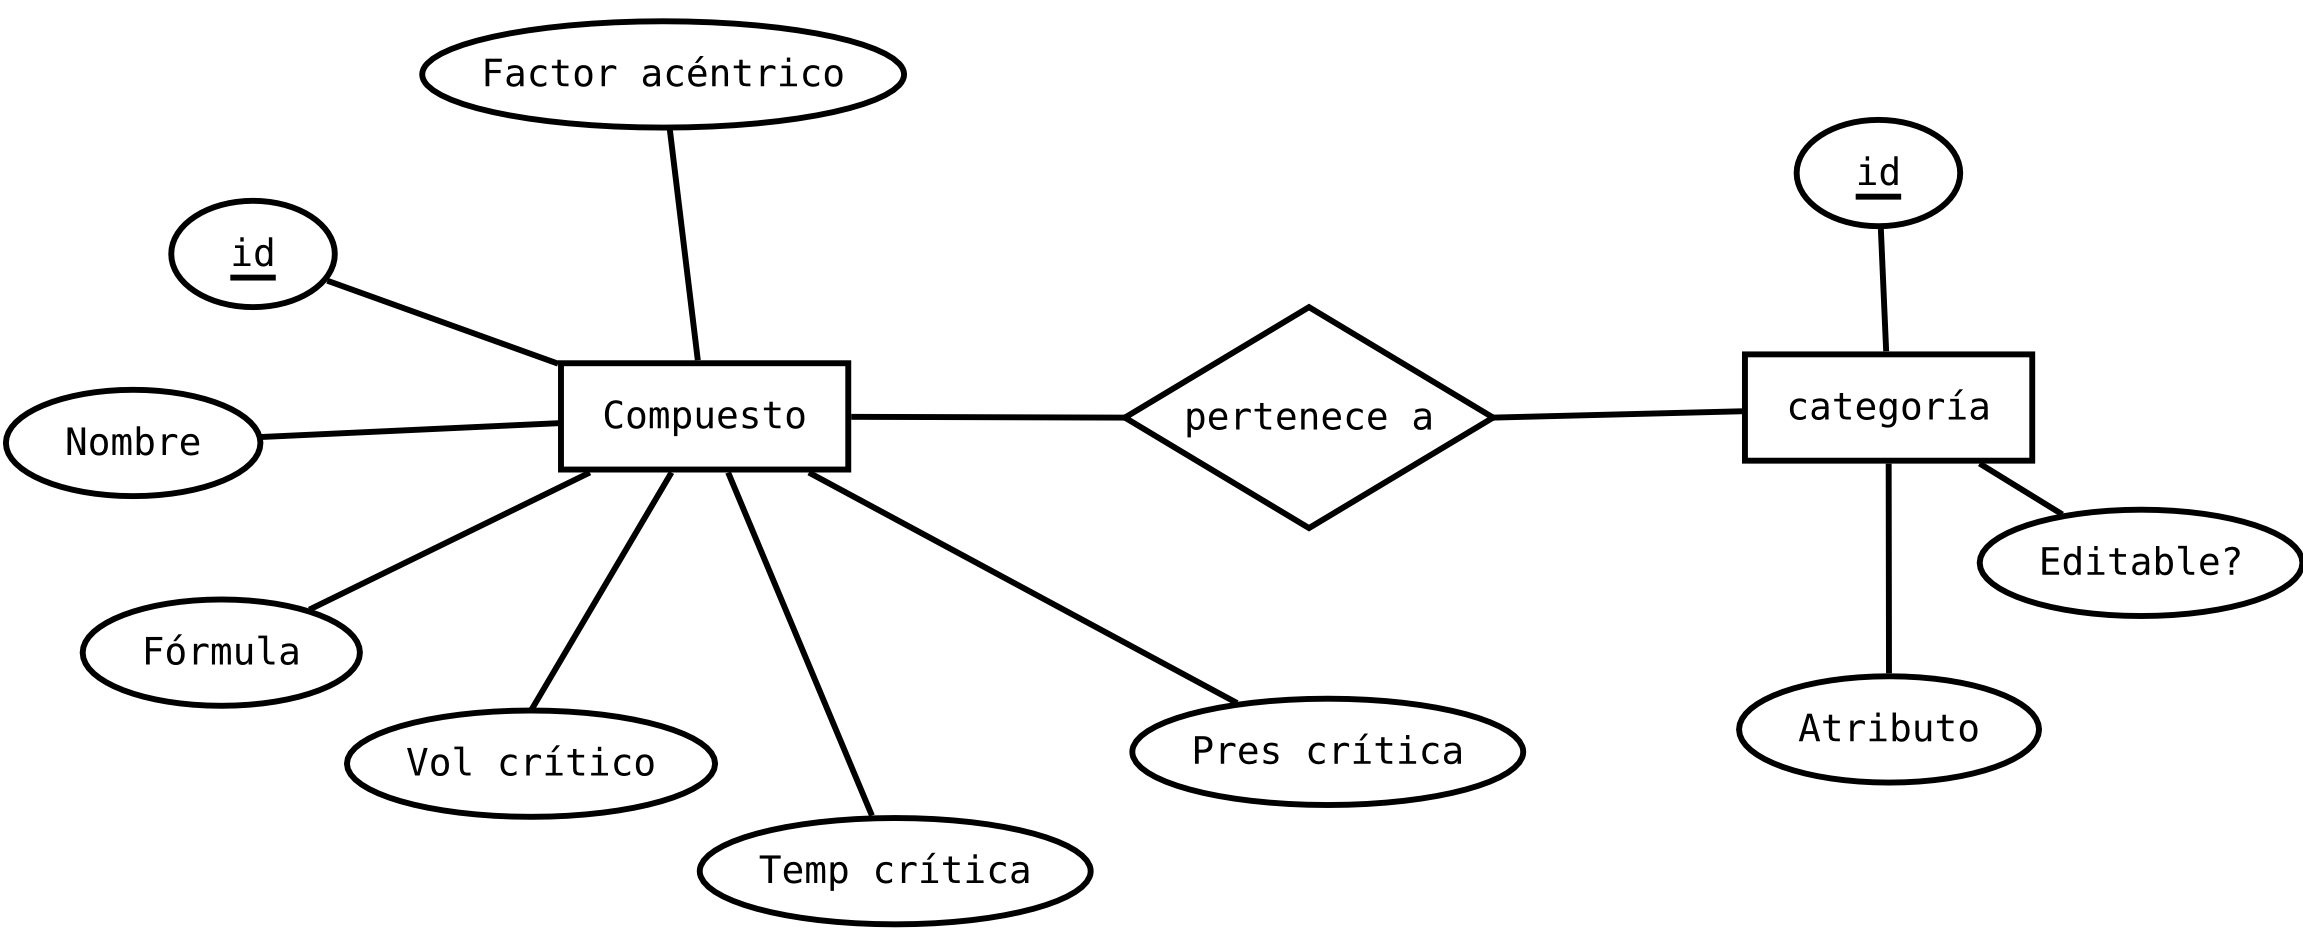 Factor acéntrico
id
id
Compuesto
pertenece a
categoría
Nombre
Editable?
Fórmula
Atributo
Vol crítico
Pres crítica
Temp crítica